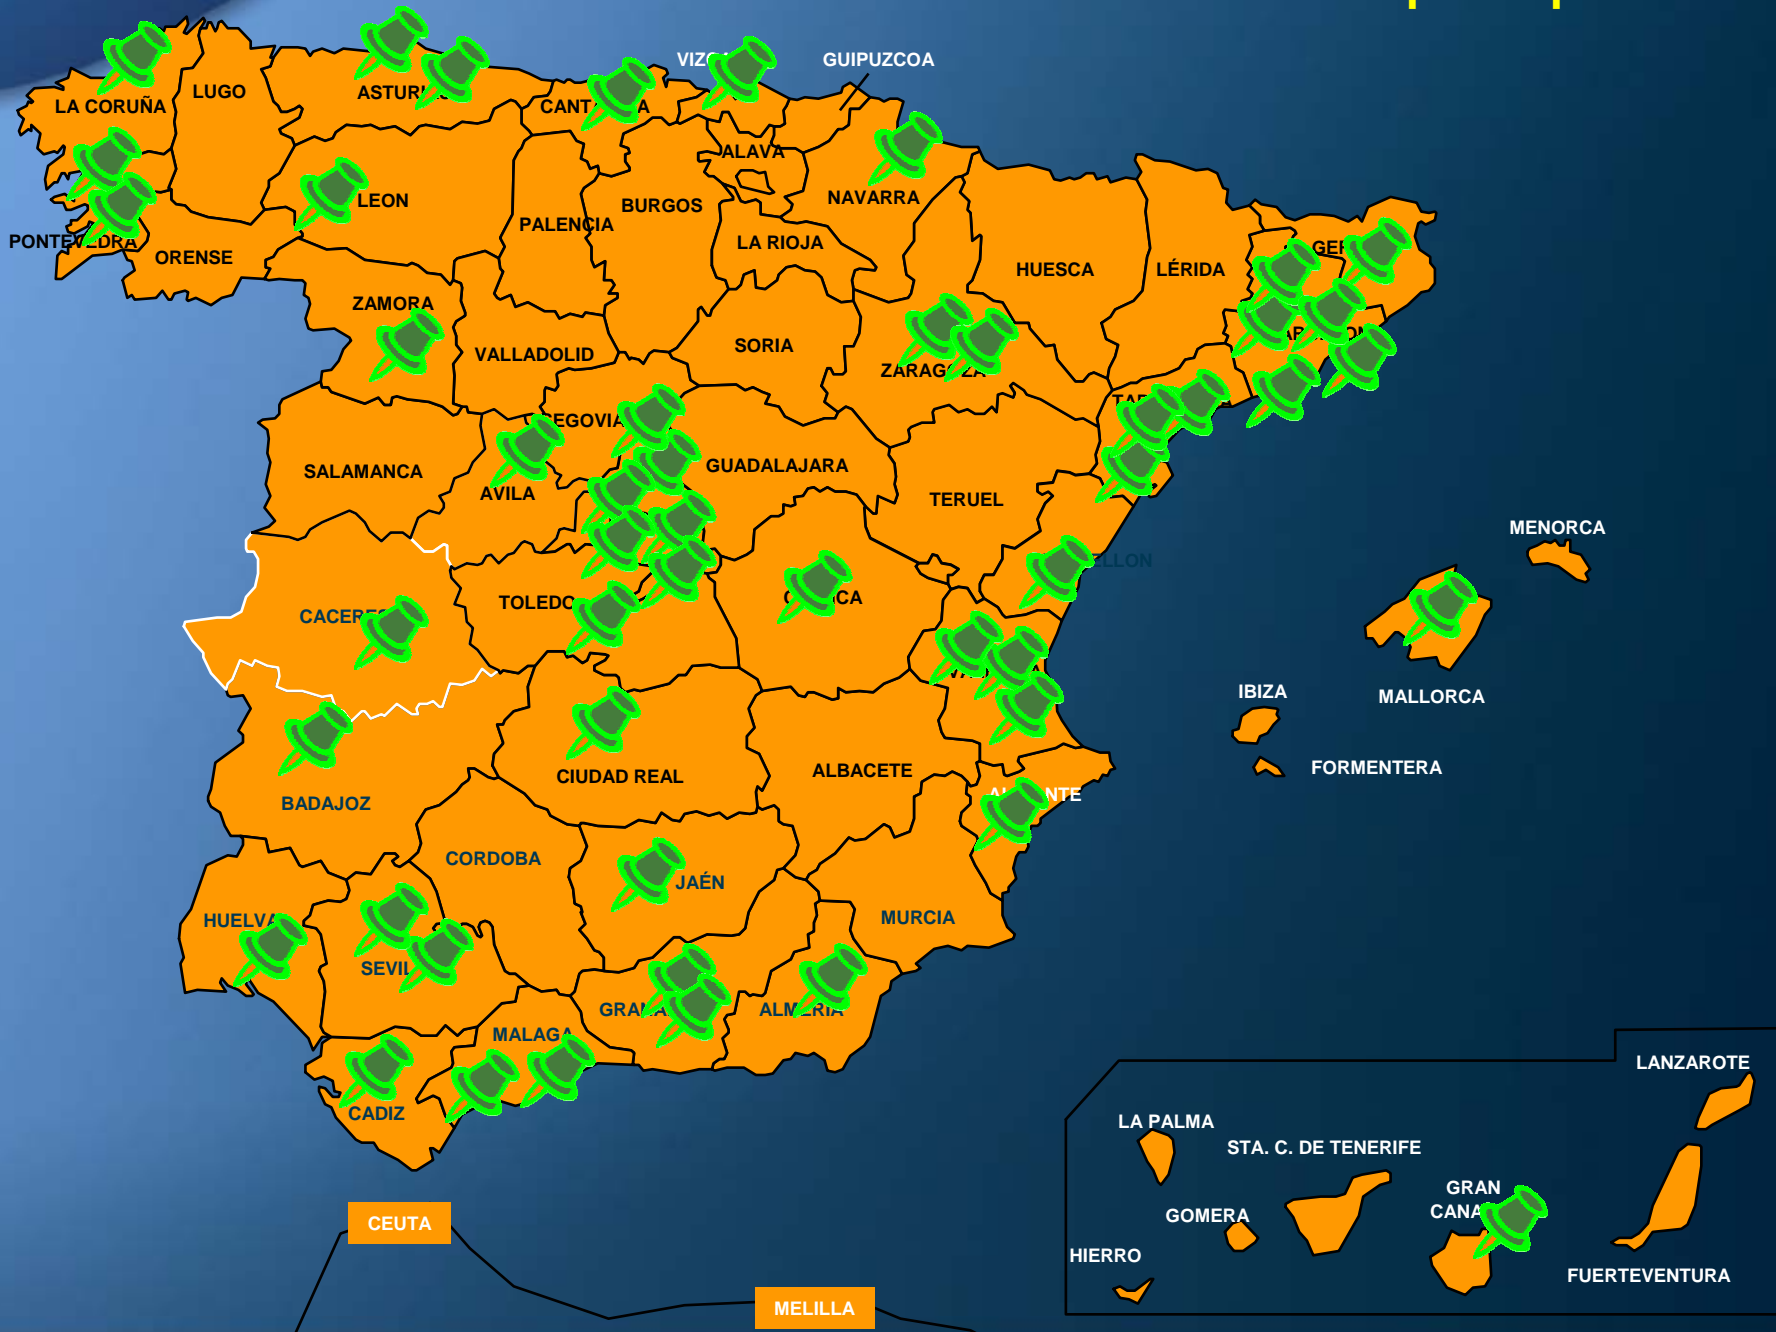 GUIPUZCOA
LA CORUÑA
LUGO
ALAVA
LEON
NAVARRA
BURGOS
PALENCIA
PONTEVEDRA
ORENSE
LA RIOJA
HUESCA
LÉRIDA
ZAMORA
VALLADOLID
SORIA
SALAMANCA
AVILA
GUADALAJARA
TERUEL
MENORCA
TOLEDO
MALLORCA
IBIZA
FORMENTERA
CIUDAD REAL
ALBACETE
BADAJOZ
CORDOBA
JAÉN
HUELVA
MURCIA
ALMERIA
MALAGA
CADIZ
LANZAROTE
LA PALMA
STA. C. DE TENERIFE
GRAN
GOMERA
HIERRO
FUERTEVENTURA
CEUTA
MELILLA